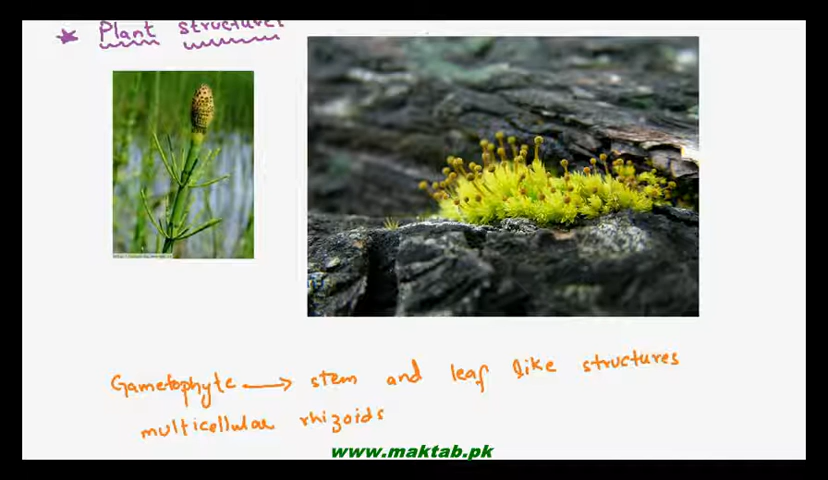 Plant structures
Gametophyte → stem and leaf like structures
multicellular rhizoids
www.maktab.pk